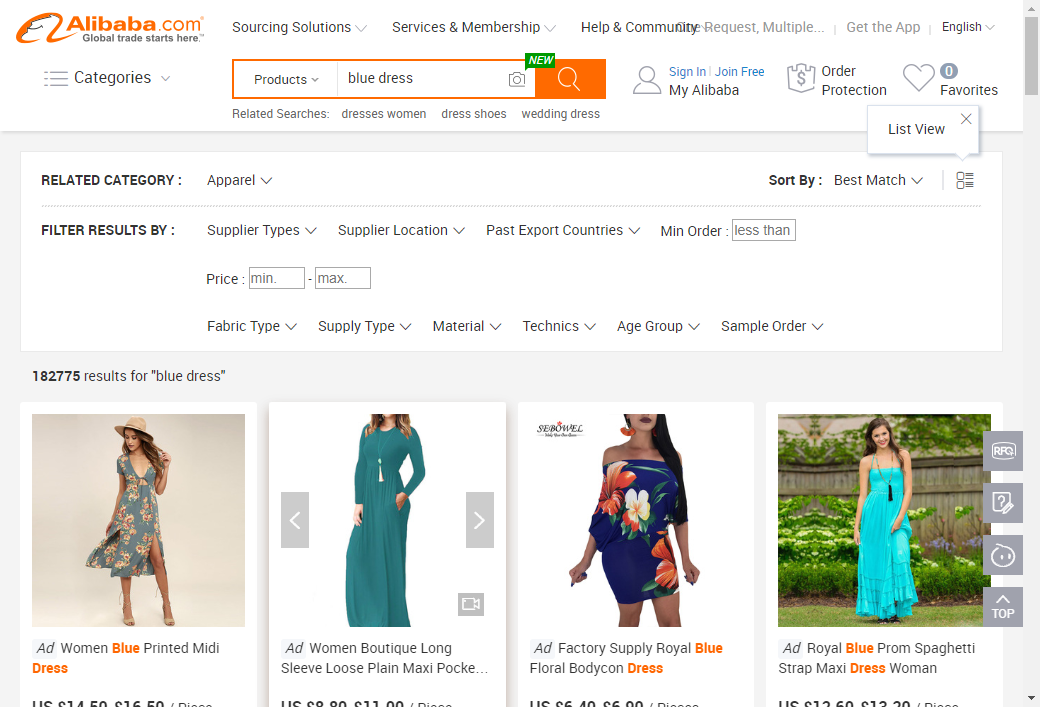 Alibaba.com
Global trade starts here.™
Sourcing Solutions
Services & Membership
Help & Community
One Request, Multiple...
Get the App
English
Categories
Products
blue dress
NEW
Sign In | Join Free
My Alibaba
Order
Protection
0
Favorites
Related Searches: dresses women dress shoes wedding dress
List View
RELATED CATEGORY :
Apparel
Sort By :
Best Match
FILTER RESULTS BY :
Supplier Types
Supplier Location
Past Export Countries
Min Order : less than
Price : min. - max.
Fabric Type
Supply Type
Material
Technics
Age Group
Sample Order
182775 results for "blue dress"
SEBOWEL
RFQ
TOP
Ad Women Blue Printed Midi
Dress
Ad Women Boutique Long
Sleeve Loose Plain Maxi Pocke...
Ad Factory Supply Royal Blue
Floral Bodycon Dress
Ad Royal Blue Prom Spaghetti
Strap Maxi Dress Woman
US $14.50-$16.50 / Piece
US $8.80-$11.00 / Piece
US $6.40-$6.90 / Piece
US $12.60-$13.20 / Piece